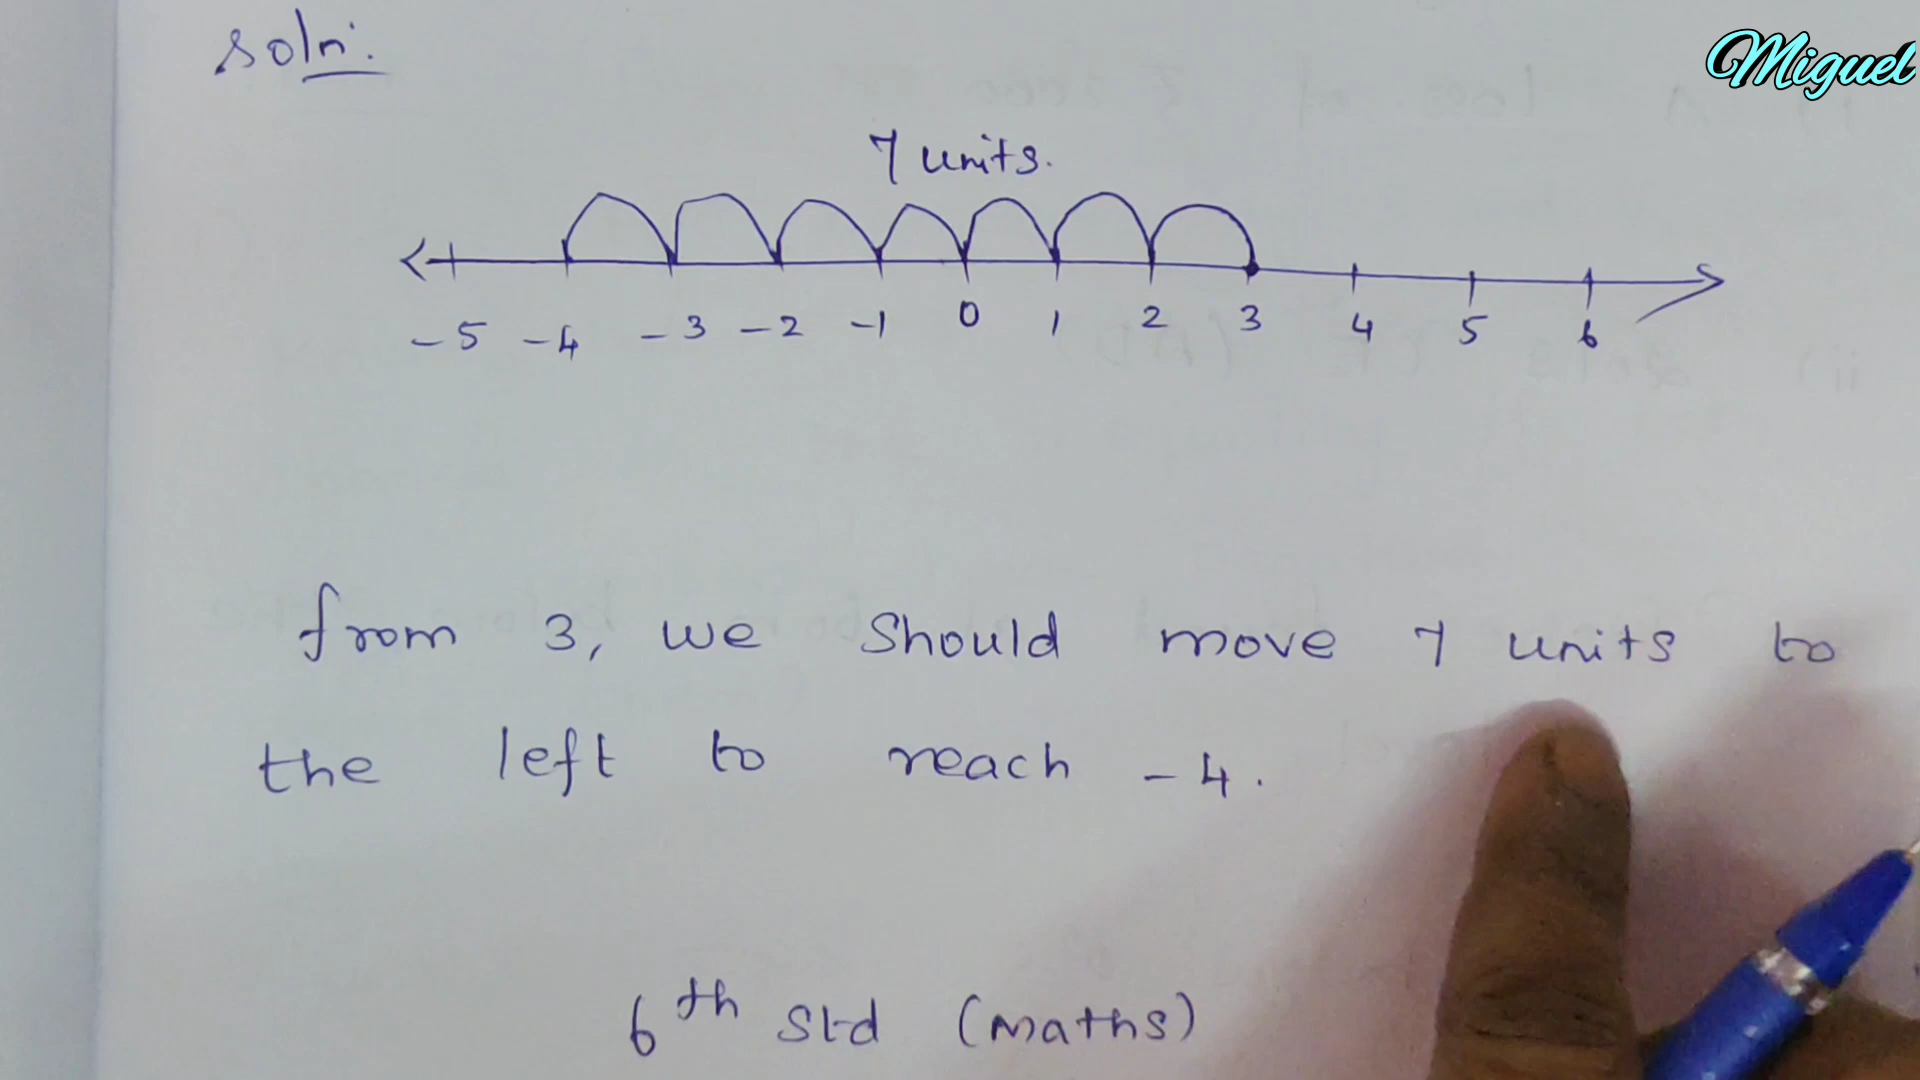 Soln:
Miguel
7 units.
-5 -4 -3 -2 -1 0 1 2 3 4 5 6
from 3, we should move 7 units to
the left to reach -4.
6th Std (Maths)